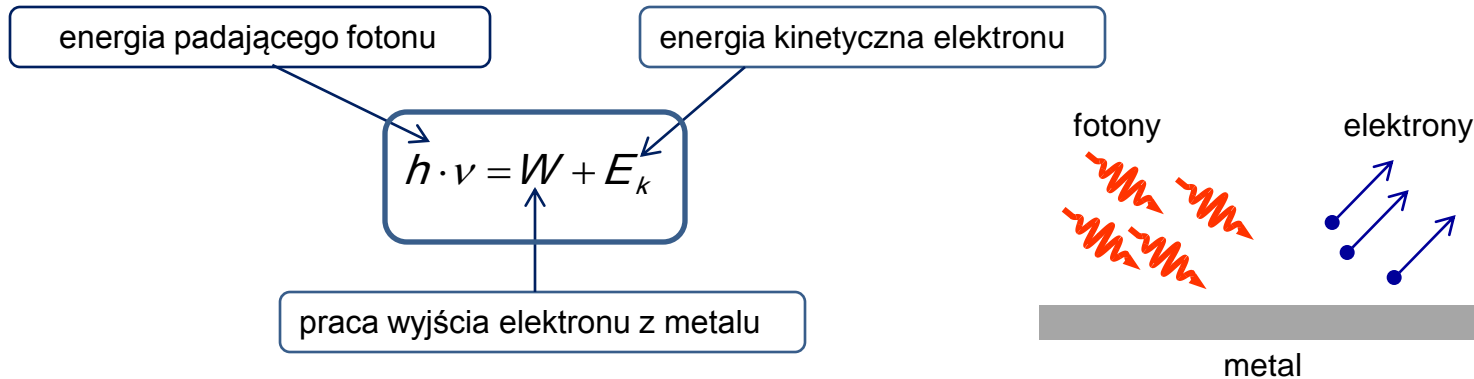 energia padającego fotonu
energia kinetyczna elektronu
h · ν = W + E_k
praca wyjścia elektronu z metalu
fotony
elektrony
metal